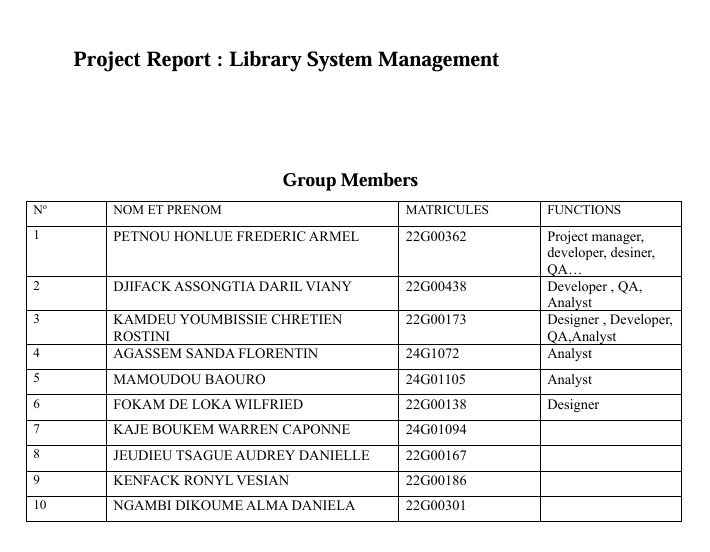 Project Report : Library System Management
Group Members
Nº NOM ET PRENOM MATRICULES FUNCTIONS
1 PETNOU HONLUE FREDERIC ARMEL 22G00362 Project manager,
developer, desiner,
QA…
2 DJIFACK ASSONGTIA DARIL VIANY 22G00438 Developer , QA,
Analyst
3 KAMDEU YOUMBISSIE CHRETIEN 22G00173 Designer , Developer,
ROSTINI QA,Analyst
4 AGASSEM SANDA FLORENTIN 24G1072 Analyst
5 MAMOUDOU BAOURO 24G01105 Analyst
6 FOKAM DE LOKA WILFRIED 22G00138 Designer
7 KAJE BOUKEM WARREN CAPONNE 24G01094
8 JEUDIEU TSAGUE AUDREY DANIELLE 22G00167
9 KENFACK RONYL VESIAN 22G00186
10 NGAMBI DIKOUME ALMA DANIELA 22G00301